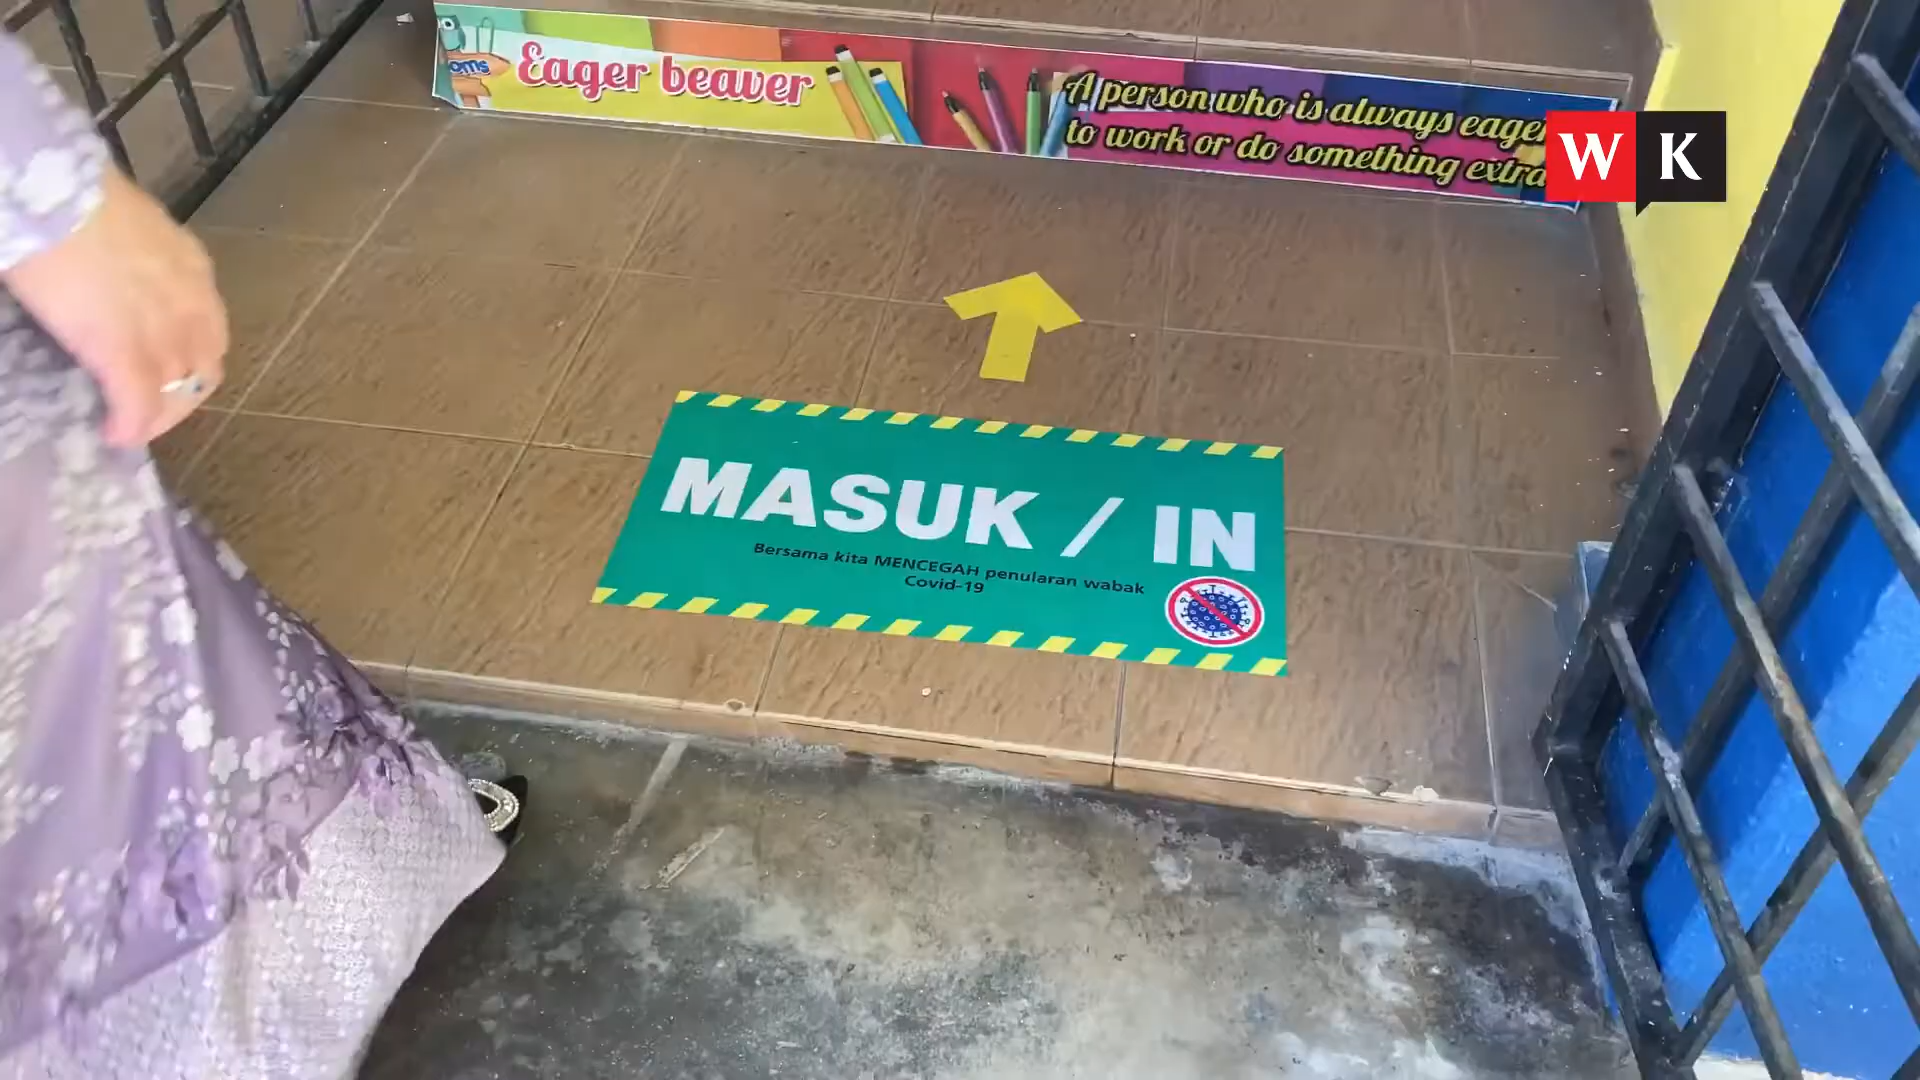 oms
Eager beaver
A person who is always eager
to work or do something extra
W K
MASUK / IN
Bersama kita MENCEGAH penularan wabak
Covid-19